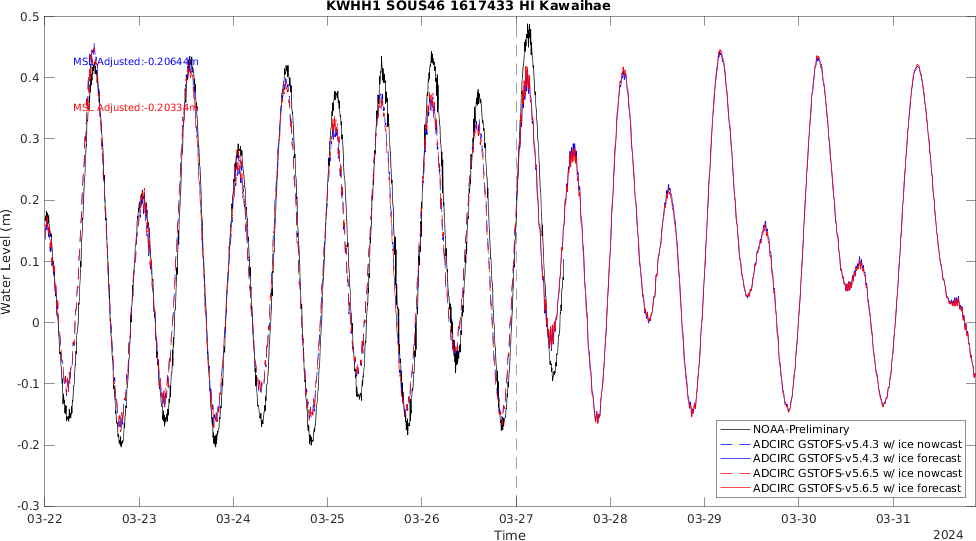 KWHH1 SOUS46 1617433 HI Kawaihae
0.5
0.4
0.3
0.2
0.1
0
-0.1
-0.2
-0.3
Water Level (m)
MSL Adjusted:-0.20644m
MSL Adjusted:-0.20334m
NOAA-Preliminary
ADCIRC GSTOFS-v5.4.3 w/ ice nowcast
ADCIRC GSTOFS-v5.4.3 w/ ice forecast
ADCIRC GSTOFS-v5.6.5 w/ ice nowcast
ADCIRC GSTOFS-v5.6.5 w/ ice forecast
03-22 03-23 03-24 03-25 03-26 03-27 03-28 03-29 03-30 03-31
Time
2024